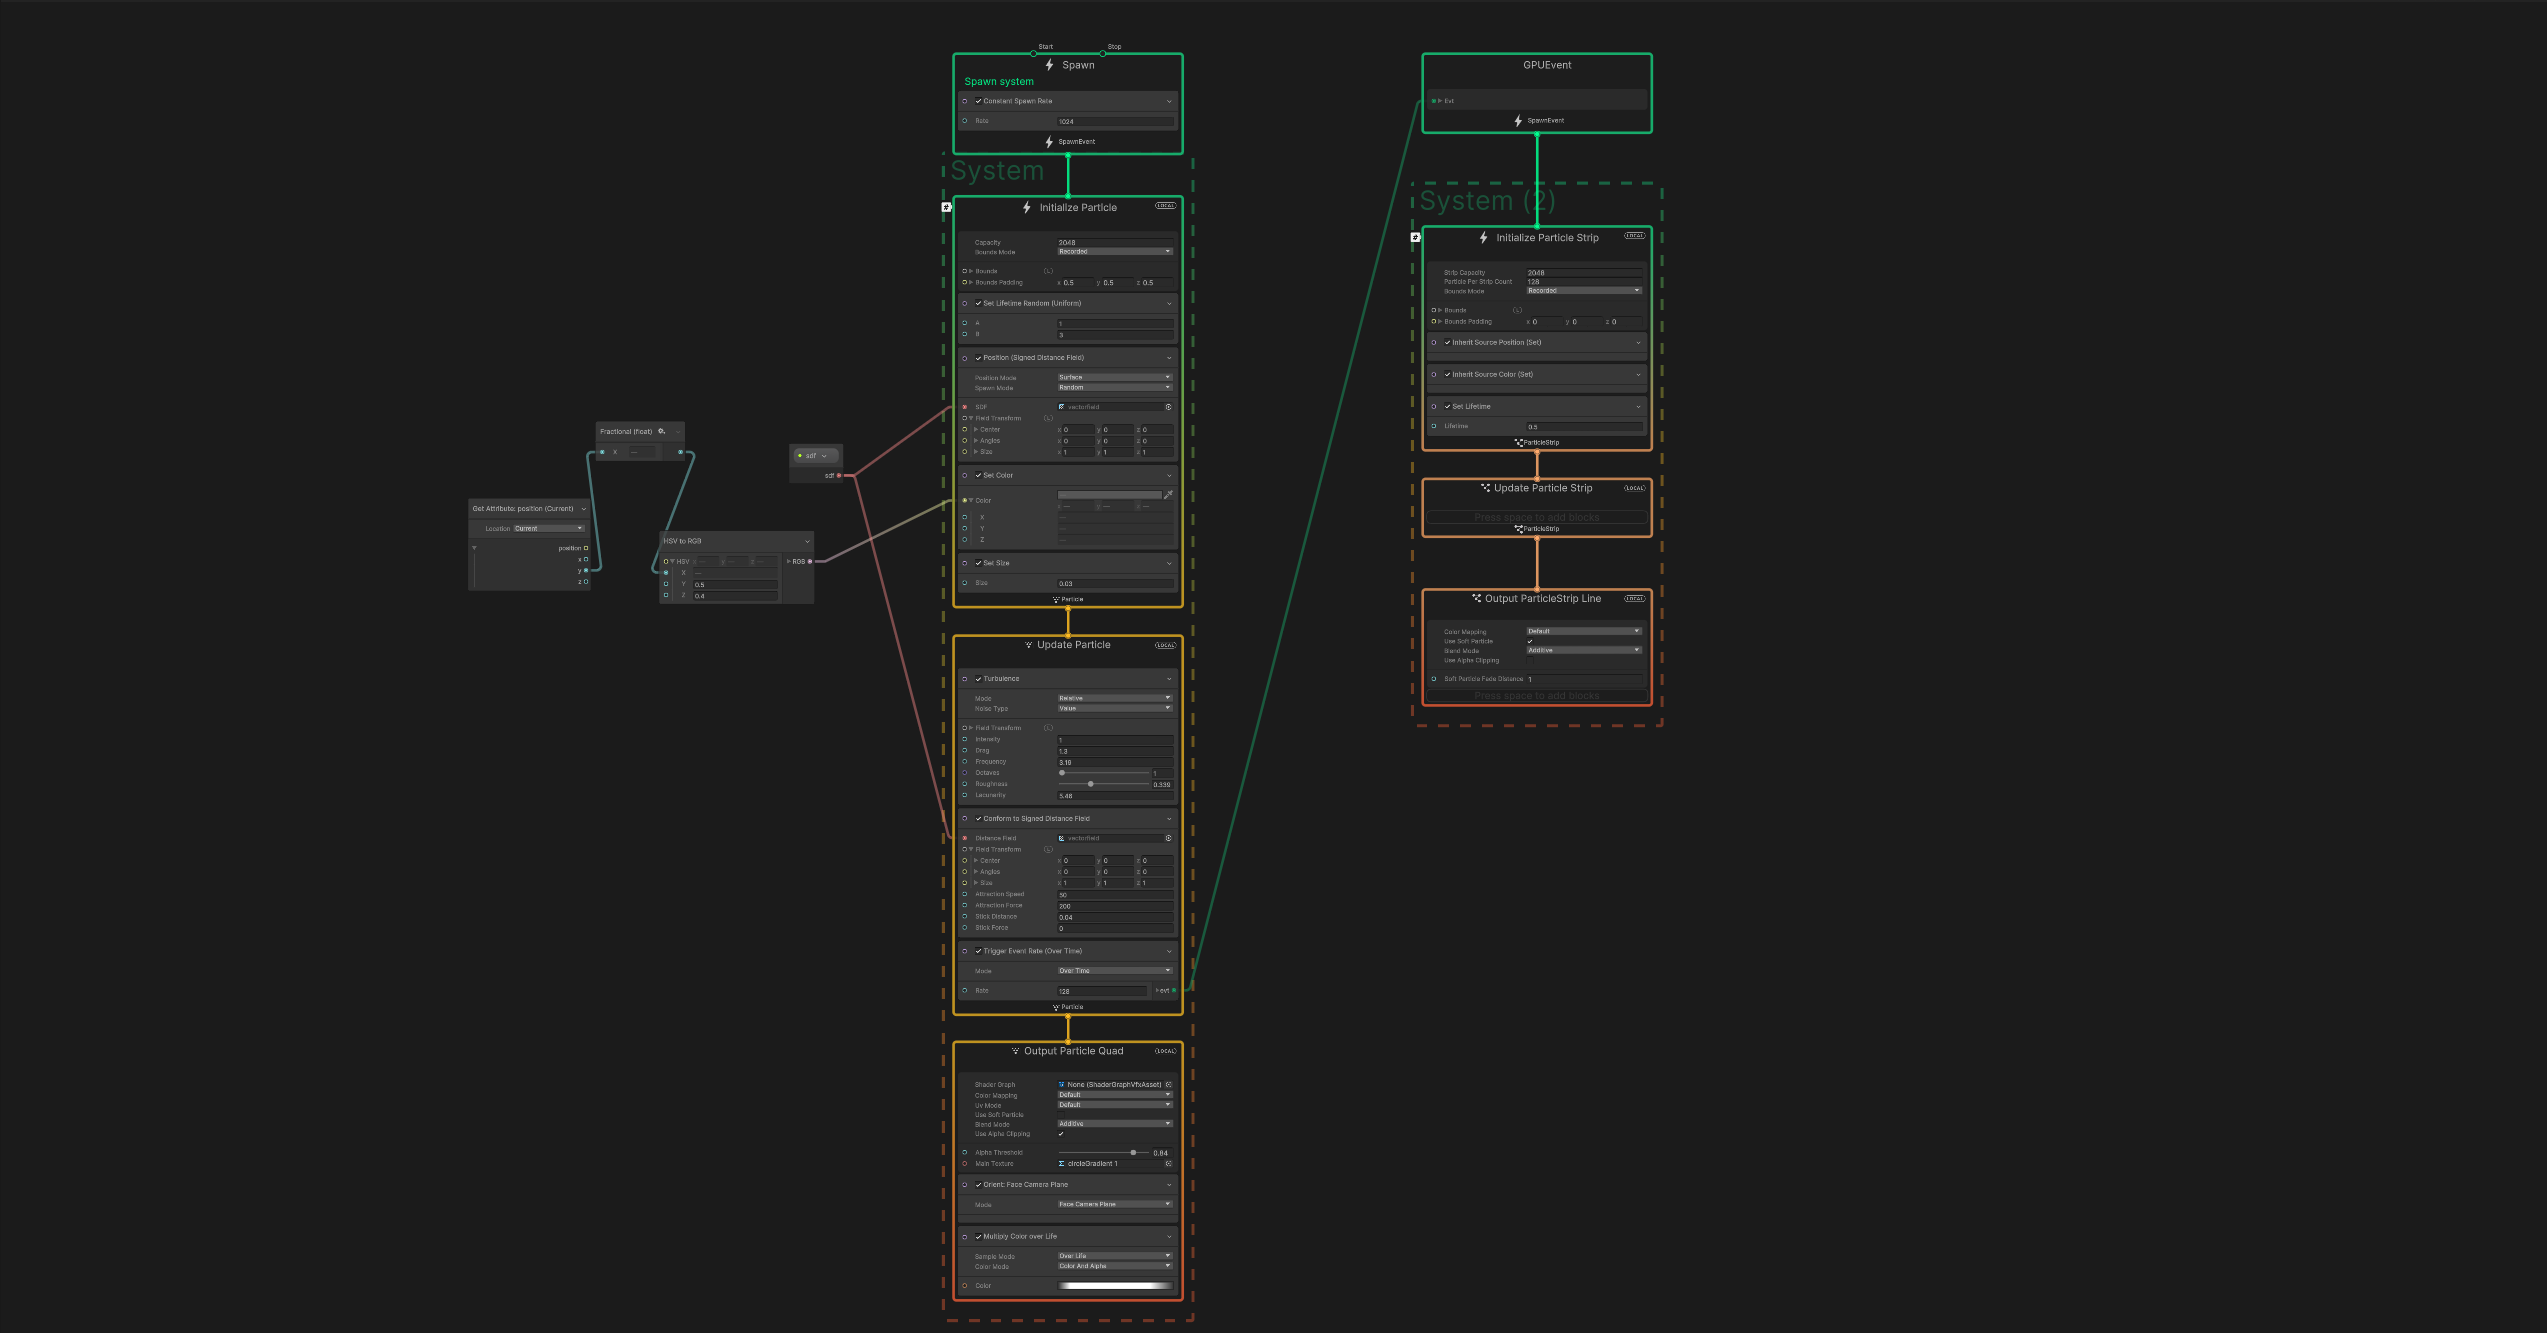 Fractional (float)
X —
Get Attribute: position (Current)
Location Current
position
x
y
z
HSV to RGB
HSV x — y — z — RGB
X —
Y 0.5
Z 0.4
sdf
sdf
Start Stop
Spawn
Spawn system
Constant Spawn Rate
Rate 1024
SpawnEvent
System
# Initialize Particle LOCAL
Capacity 2048
Bounds Mode Recorded
Bounds L
Bounds Padding x 0.5 y 0.5 z 0.5
Set Lifetime Random (Uniform)
A 1
B 3
Position (Signed Distance Field)
Position Mode Surface
Spawn Mode Random
SDF vectorfield
Field Transform L
Center x 0 y 0 z 0
Angles x 0 y 0 z 0
Size x 1 y 1 z 1
Set Color
Color —
x — y — z —
X —
Y —
Z —
Set Size
Size 0.03
Particle
Update Particle LOCAL
Turbulence
Mode Relative
Noise Type Value
Field Transform L
Intensity 1
Drag 1.3
Frequency 3.19
Octaves 1
Roughness 0.339
Lacunarity 5.46
Conform to Signed Distance Field
Distance Field vectorfield
Field Transform L
Center x 0 y 0 z 0
Angles x 0 y 0 z 0
Size x 1 y 1 z 1
Attraction Speed 50
Attraction Force 200
Stick Distance 0.04
Stick Force 0
Trigger Event Rate (Over Time)
Mode Over Time
Rate 128 evt
Particle
Output Particle Quad LOCAL
Shader Graph None (ShaderGraphVfxAsset)
Color Mapping Default
Uv Mode Default
Use Soft Particle
Blend Mode Additive
Use Alpha Clipping
Alpha Threshold 0.84
Main Texture circleGradient 1
Orient: Face Camera Plane
Mode Face Camera Plane
Multiply Color over Life
Sample Mode Over Life
Color Mode Color And Alpha
Color
GPUEvent
Evt
SpawnEvent
System (2)
# Initialize Particle Strip LOCAL
Strip Capacity 2048
Particle Per Strip Count 128
Bounds Mode Recorded
Bounds L
Bounds Padding x 0 y 0 z 0
Inherit Source Position (Set)
Inherit Source Color (Set)
Set Lifetime
Lifetime 0.5
ParticleStrip
Update Particle Strip LOCAL
Press space to add blocks
ParticleStrip
Output ParticleStrip Line LOCAL
Color Mapping Default
Use Soft Particle
Blend Mode Additive
Use Alpha Clipping
Soft Particle Fade Distance 1
Press space to add blocks